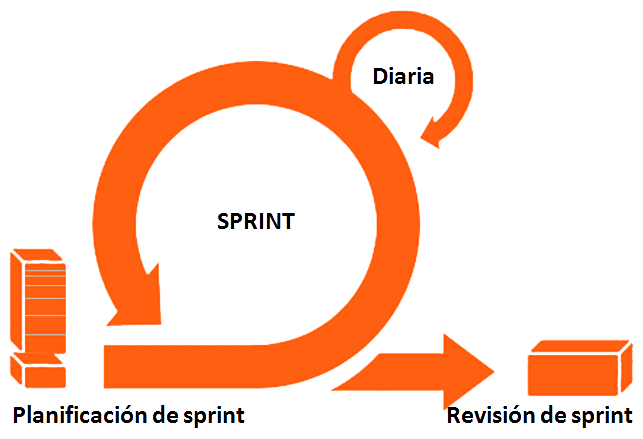 Diaria
SPRINT
Planificación de sprint
Revisión de sprint